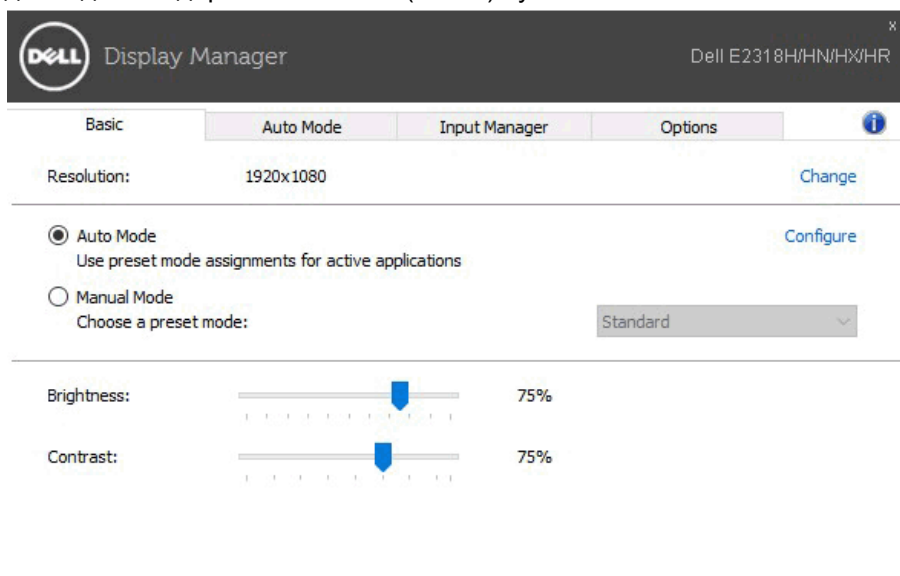 DELL Display Manager
x
Dell E2318H/HN/HX/HR
Basic Auto Mode Input Manager Options
Resolution: 1920x1080 Change
Auto Mode Configure
Use preset mode assignments for active applications
Manual Mode
Choose a preset mode: Standard
Brightness: 75%
Contrast: 75%